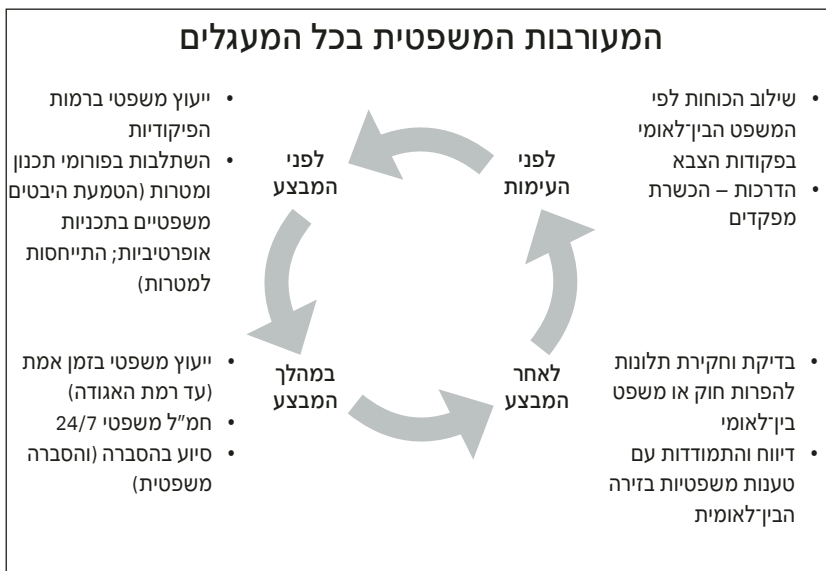 המעורבות המשפטית בכל המעגלים
• שילוב הכוחות לפי
המשפט הבין־לאומי
בפקודות הצבא
• הדרכות – הכשרת
מפקדים
לפני
העימות
לפני
המבצע
• ייעוץ משפטי ברמות
הפיקודיות
• השתלבות בפורומי תכנון
ומטרות (הטמעת היבטים
משפטיים בתכניות
אופרטיביות; התייחסות
למטרות)
• בדיקת וחקירת תלונות
להפרות חוק או משפט
בין־לאומי
• דיווח והתמודדות עם
טענות משפטיות בזירה
הבין־לאומית
לאחר
המבצע
במהלך
המבצע
• ייעוץ משפטי בזמן אמת
(עד רמת האגודה)
• חמ"ל משפטי 24/7
• סיוע בהסברה (והסברה
משפטית)